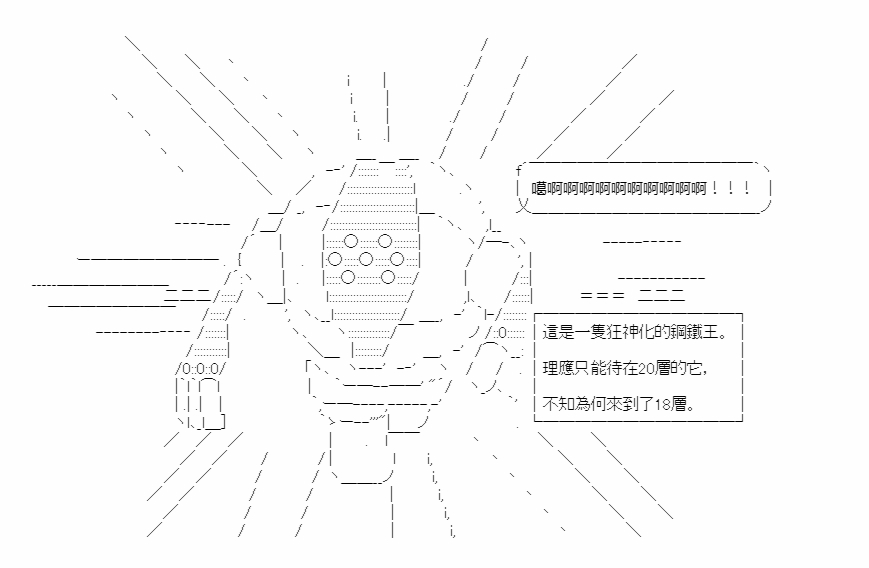 噶啊啊啊啊啊啊啊啊啊啊！！！
這是一隻狂神化的鋼鐵王。
理應只能待在20層的它，
不知為何來到了18層。